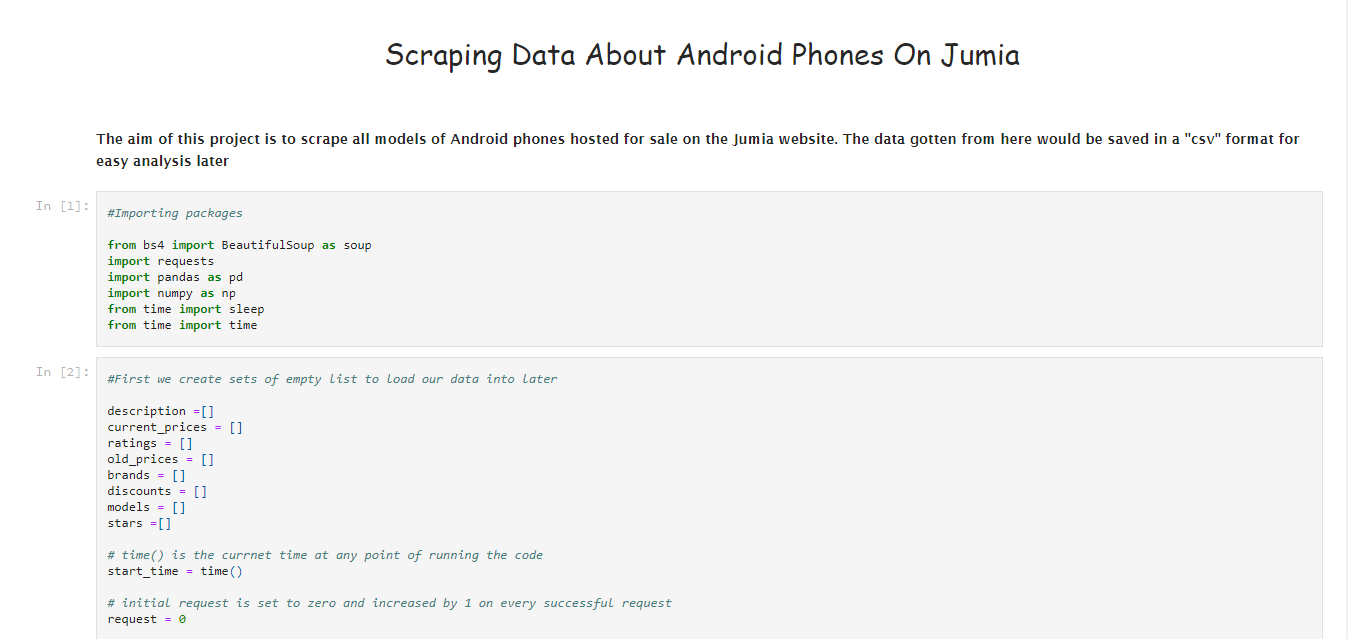 Scraping Data About Android Phones On Jumia
The aim of this project is to scrape all models of Android phones hosted for sale on the Jumia website. The data gotten from here would be saved in a "csv" format for
easy analysis later
In [1]:
#Importing packages
from bs4 import BeautifulSoup as soup
import requests
import pandas as pd
import numpy as np
from time import sleep
from time import time
In [2]:
#First we create sets of empty list to load our data into later
description =[]
current_prices = []
ratings = []
old_prices = []
brands = []
discounts = []
models = []
stars =[]
# time() is the currnet time at any point of running the code
start_time = time()
# initial request is set to zero and increased by 1 on every successful request
request = 0